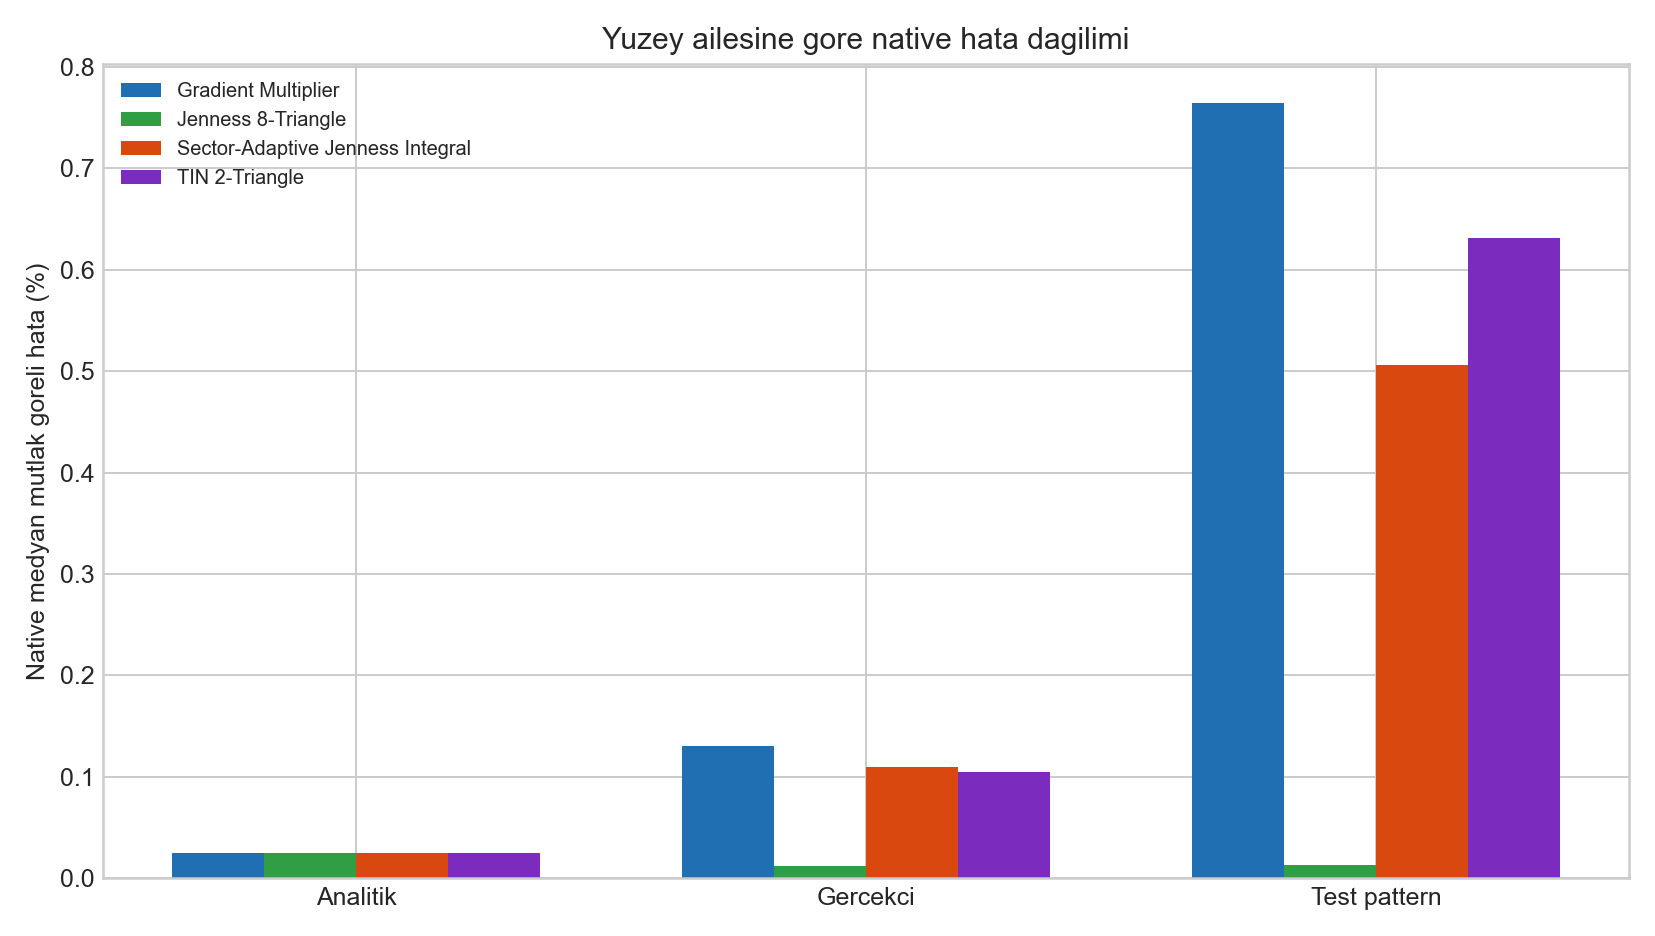 Yuzey ailesine gore native hata dagilimi
Gradient Multiplier
Jenness 8-Triangle
Sector-Adaptive Jenness Integral
TIN 2-Triangle
Native medyan mutlak goreli hata (%)
0.8
0.7
0.6
0.5
0.4
0.3
0.2
0.1
0.0
Analitik
Gercekci
Test pattern